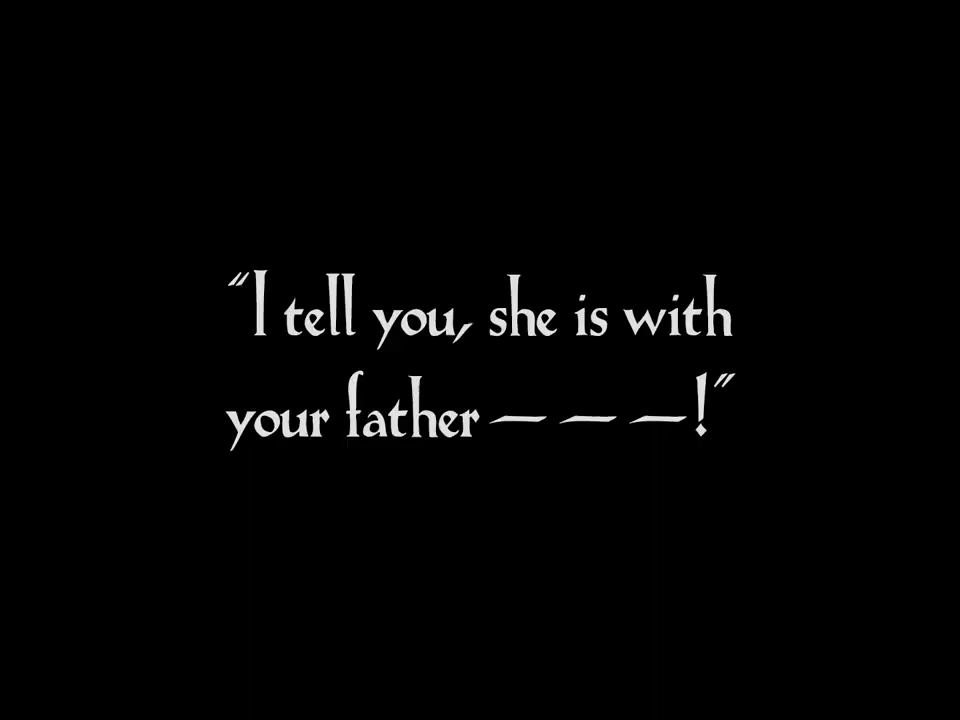 "I tell you, she is with
your father — — —!"